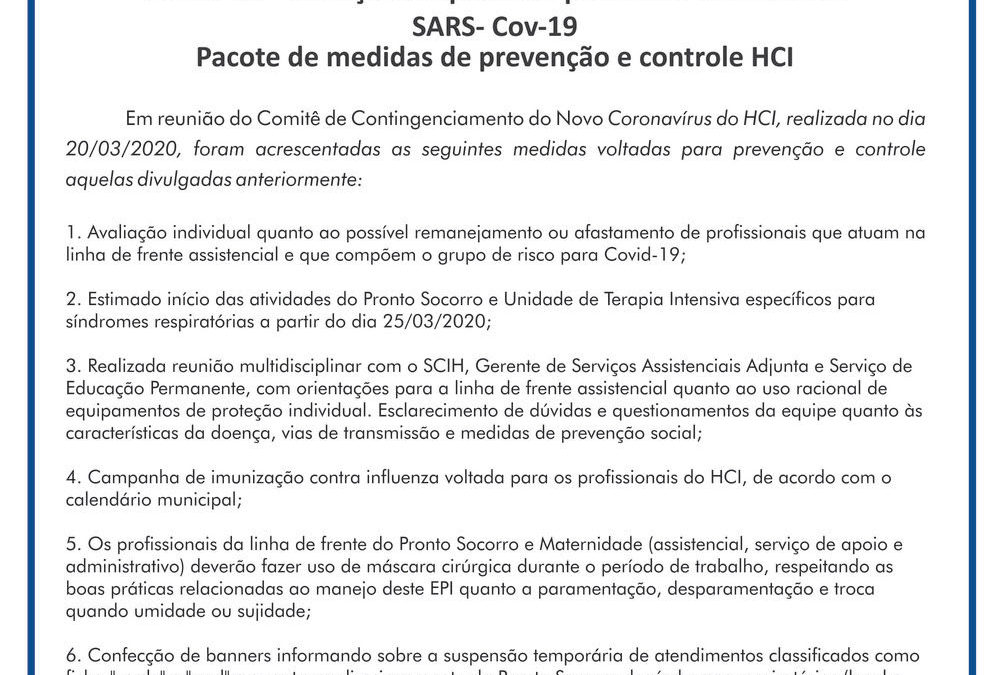 SARS- Cov-19
Pacote de medidas de prevenção e controle HCI
Em reunião do Comitê de Contingenciamento do Novo Coronavírus do HCI, realizada no dia
20/03/2020, foram acrescentadas as seguintes medidas voltadas para prevenção e controle
aquelas divulgadas anteriormente:
1. Avaliação individual quanto ao possível remanejamento ou afastamento de profissionais que atuam na
linha de frente assistencial e que compõem o grupo de risco para Covid-19;
2. Estimado início das atividades do Pronto Socorro e Unidade de Terapia Intensiva específicos para
síndromes respiratórias a partir do dia 25/03/2020;
3. Realizada reunião multidisciplinar com o SCIH, Gerente de Serviços Assistenciais Adjunta e Serviço de
Educação Permanente, com orientações para a linha de frente assistencial quanto ao uso racional de
equipamentos de proteção individual. Esclarecimento de dúvidas e questionamentos da equipe quanto às
características da doença, vias de transmissão e medidas de prevenção social;
4. Campanha de imunização contra influenza voltada para os profissionais do HCI, de acordo com o
calendário municipal;
5. Os profissionais da linha de frente do Pronto Socorro e Maternidade (assistencial, serviço de apoio e
administrativo) deverão fazer uso de máscara cirúrgica durante o período de trabalho, respeitando as
boas práticas relacionadas ao manejo deste EPI quanto a paramentação, desparamentação e troca
quando umidade ou sujidade;
6. Confecção de banners informando sobre a suspensão temporária de atendimentos classificados como